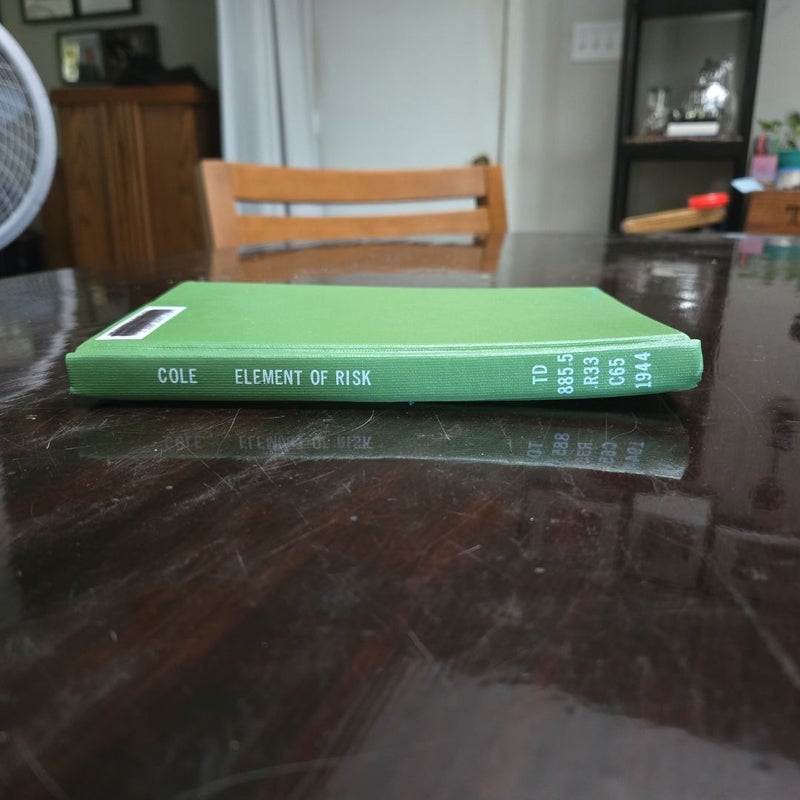 COLE ELEMENT OF RISK
TD
885.5
.R33
C65
1944